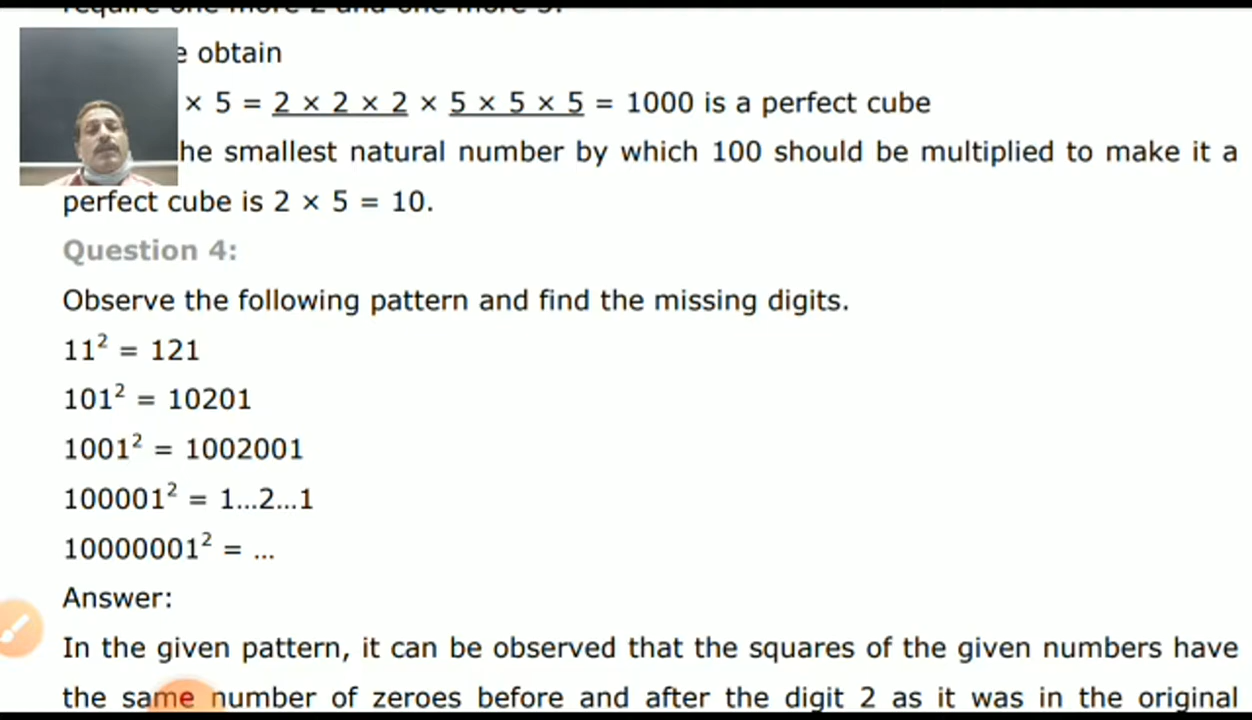 obtain
× 5 = 2 × 2 × 2 × 5 × 5 × 5 = 1000 is a perfect cube
smallest natural number by which 100 should be multiplied to make it a
perfect cube is 2 × 5 = 10.
Question 4:
Observe the following pattern and find the missing digits.
11² = 121
101² = 10201
1001² = 1002001
100001² = 1...2...1
10000001² = ...
Answer:
In the given pattern, it can be observed that the squares of the given numbers have
the same number of zeroes before and after the digit 2 as it was in the original